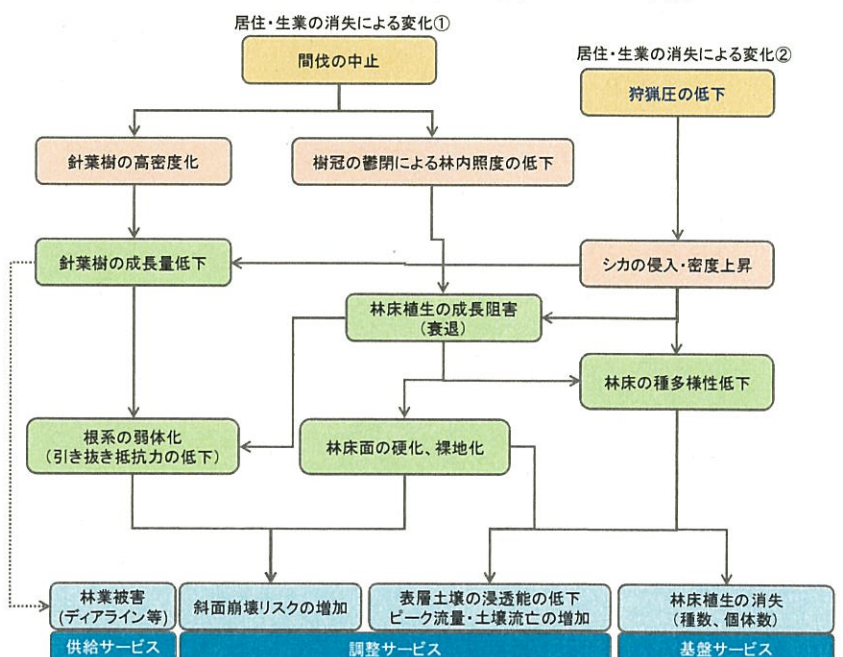 居住・生業の消失による変化①
間伐の中止
居住・生業の消失による変化②
狩猟圧の低下
針葉樹の高密度化
樹冠の鬱閉による林内照度の低下
針葉樹の成長量低下
シカの侵入・密度上昇
林床植生の成長阻害
(衰退)
林床の種多様性低下
根系の弱体化
(引き抜き抵抗力の低下)
林床面の硬化、裸地化
林業被害
(ディアライン等)
斜面崩壊リスクの増加
表層土壌の浸透能の低下
ピーク流量・土壌流亡の増加
林床植生の消失
(種数、個体数)
供給サービス
調整サービス
基盤サービス